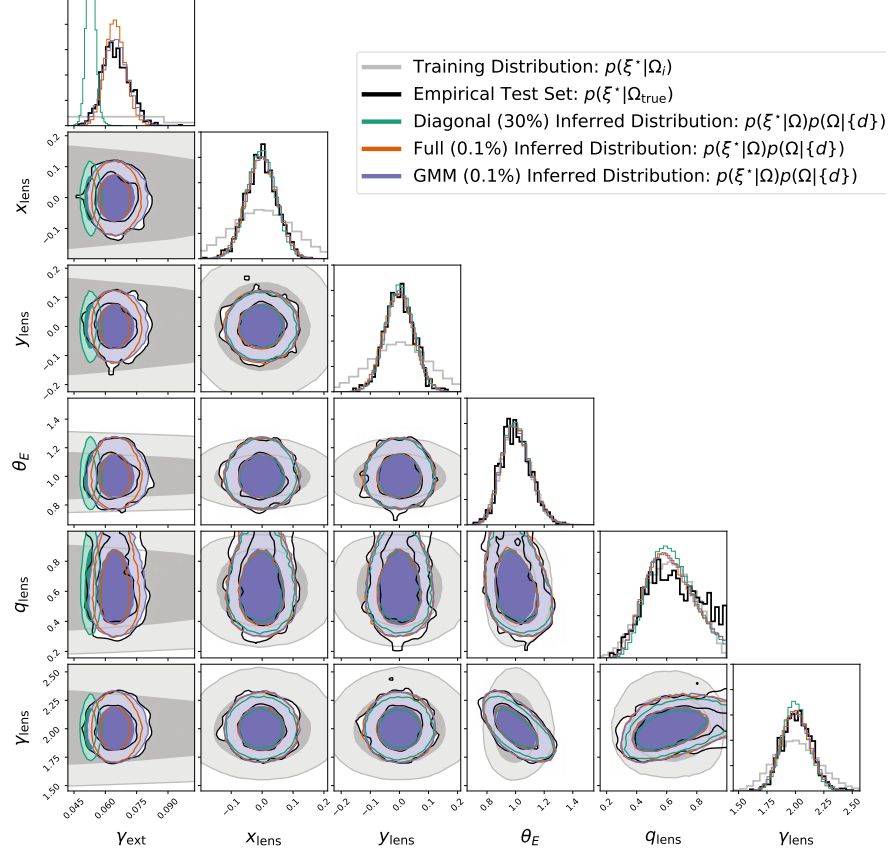 Training Distribution: p(ξ⋆|Ωᵢ)
Empirical Test Set: p(ξ⋆|Ω_true)
Diagonal (30%) Inferred Distribution: p(ξ⋆|Ω)p(Ω|{d})
Full (0.1%) Inferred Distribution: p(ξ⋆|Ω)p(Ω|{d})
GMM (0.1%) Inferred Distribution: p(ξ⋆|Ω)p(Ω|{d})
x_lens
0.2
0.1
0.0
−0.1
y_lens
0.2
0.1
0.0
−0.1
−0.2
θ_E
1.4
1.2
1.0
0.8
q_lens
0.8
0.6
0.4
0.2
γ_lens
2.50
2.25
2.00
1.75
1.50
0.045 0.060 0.075 0.090
−0.1 0.0 0.1 0.2
−0.2 −0.1 0.0 0.1 0.2
0.8 1.0 1.2 1.4
0.2 0.4 0.6 0.8
1.50 1.75 2.00 2.25 2.50
γ_ext x_lens y_lens θ_E q_lens γ_lens